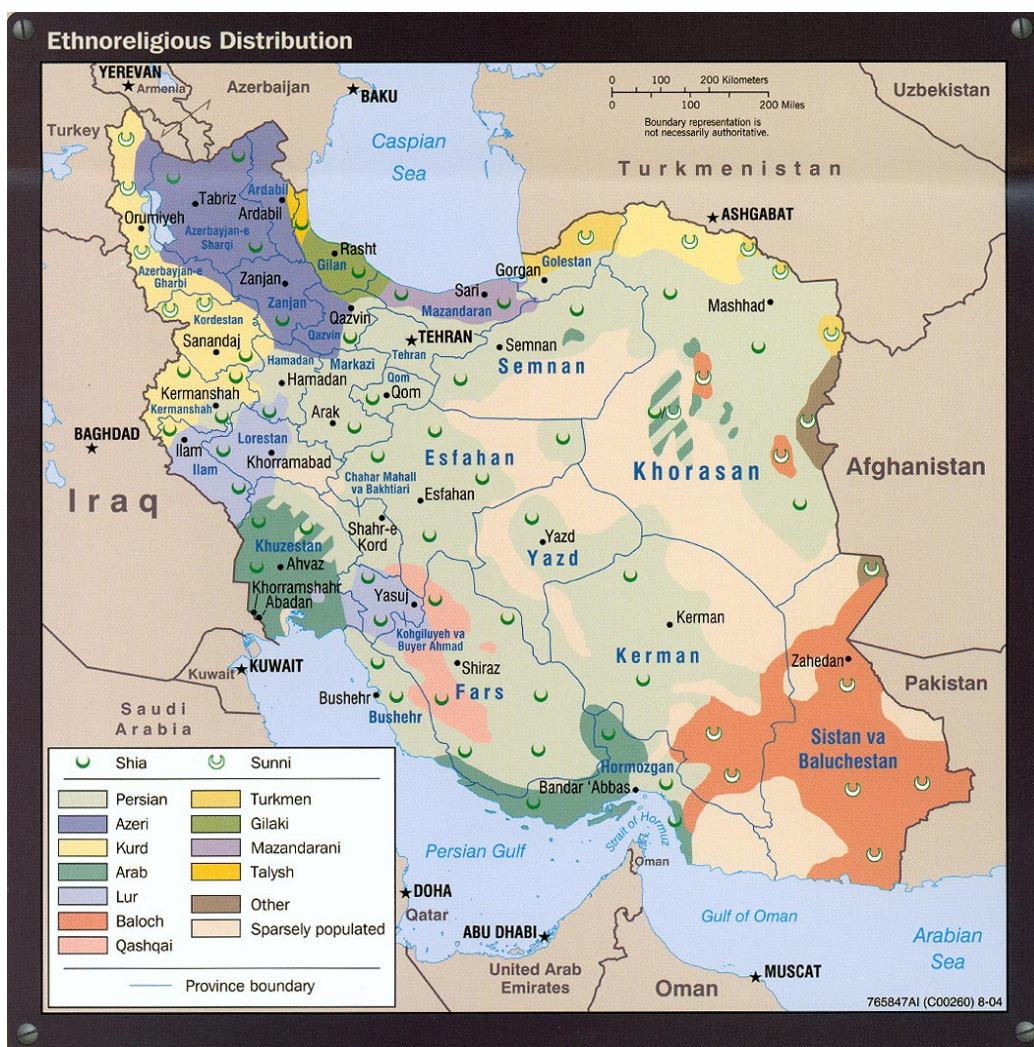 Ethnoreligious Distribution
YEREVAN
Armenia
Azerbaijan
BAKU
0 100 200 Kilometers
0 100 200 Miles
Boundary representation is
not necessarily authoritative.
Uzbekistan
Turkey
Caspian
Sea
Turkmenistan
ASHGABAT
Tabriz
Ardabil
Ardabil
Orumiyeh
Azerbayjan-e
Sharqi
Rasht
Gilan
Golestan
Gorgan
Azerbayjan-e
Gharbi
Zanjan
Zanjan
Sari
Mazandaran
Mashhad
Kordestan
Qazvin
Qazvin
TEHRAN
Tehran
Semnan
Semnan
Sanandaj
Hamadan
Markazi
Hamadan
Qom
Qom
Kermanshah
Kermanshah
Arak
BAGHDAD
Ilam
Lorestan
Esfahan
Khorasan
Afghanistan
Ilam
Khorramabad
Chahar Mahall
va Bakhtiari
Esfahan
Iraq
Shahr-e
Kord
Yazd
Yazd
Khuzestan
Ahvaz
Khorramshahr
Abadan
Yasuj
Kohgiluyeh va
Buyer Ahmad
Kerman
Kerman
Zahedan
KUWAIT
Kuwait
Shiraz
Fars
Pakistan
Saudi
Arabia
Bushehr
Bushehr
Sistan va
Baluchestan
Hormozgan
Bandar ‘Abbas
Strait of Hormuz
Persian Gulf
Oman
DOHA
Qatar
Gulf of Oman
ABU DHABI
Arabian
Sea
United Arab
Emirates
Oman
MUSCAT
Shia
Sunni
Persian
Turkmen
Azeri
Gilaki
Kurd
Mazandarani
Arab
Talysh
Lur
Baloch
Other
Qashqai
Sparsely populated
Province boundary
765847AI (C00260) 8-04